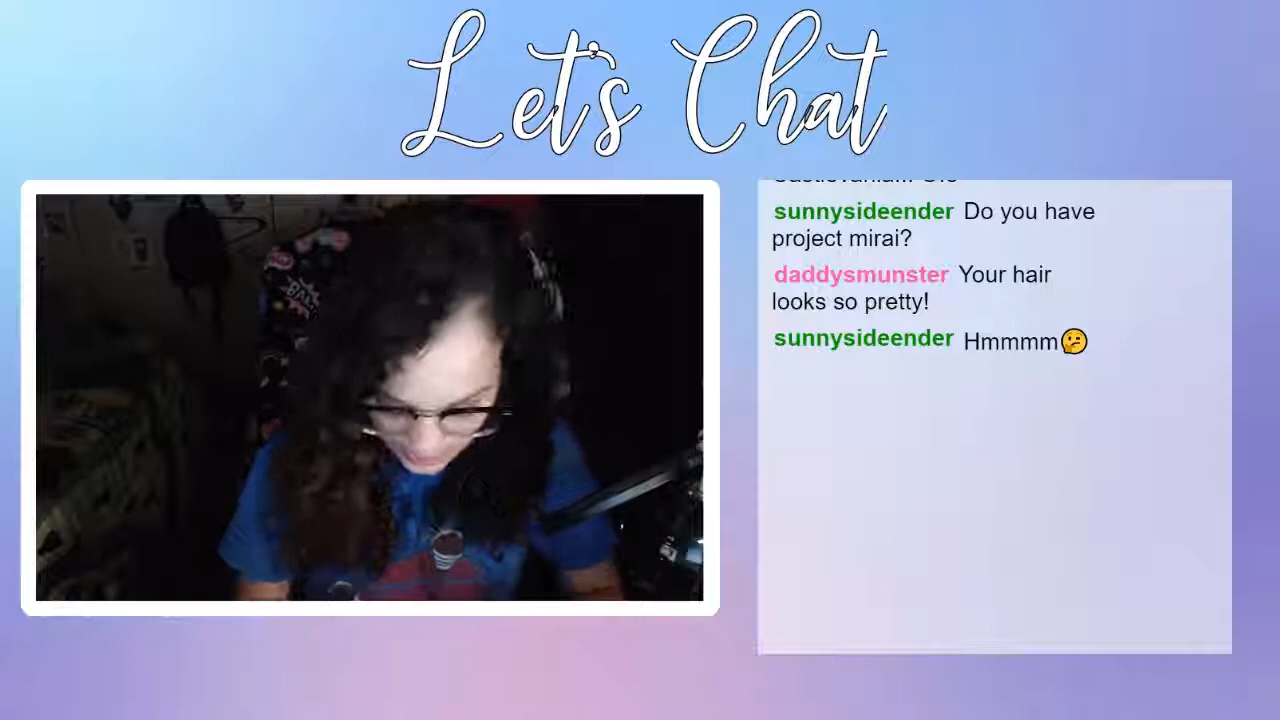 Let's Chat
sunnysideender Do you have
project mirai?
daddysmunster Your hair
looks so pretty!
sunnysideender Hmmmm🤔